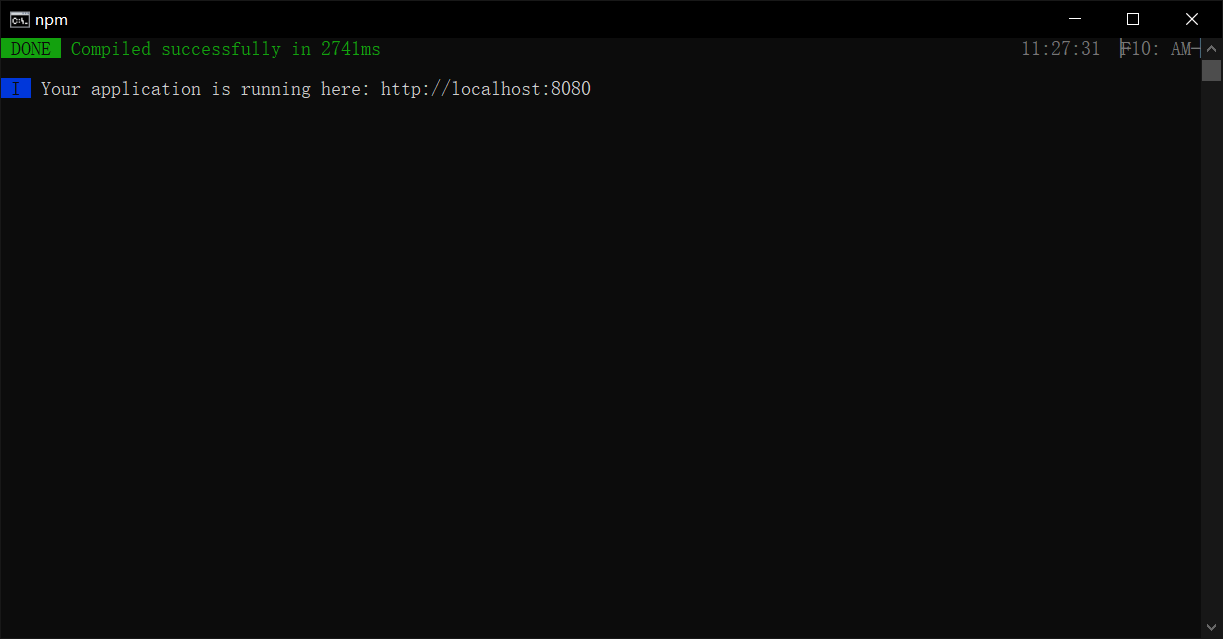 npm
DONE Compiled successfully in 2741ms 11:27:31 F10: AM
I Your application is running here: http://localhost:8080